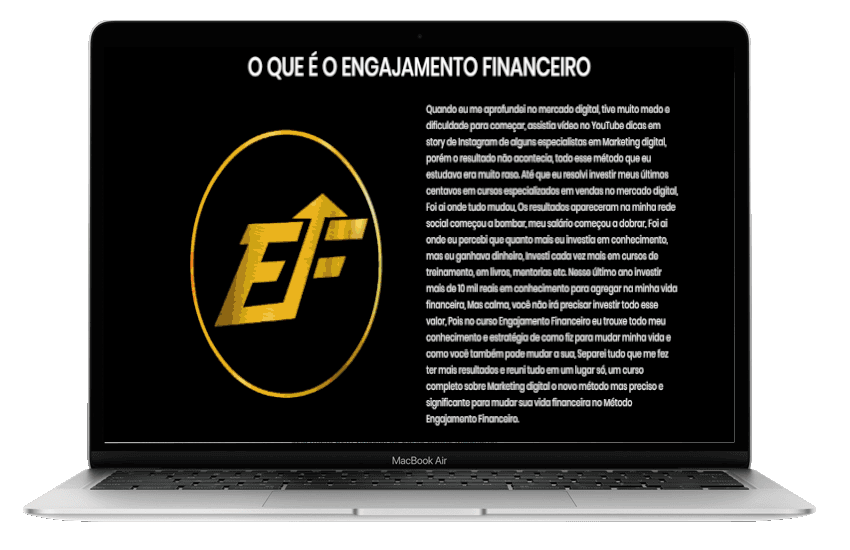 O QUE É O ENGAJAMENTO FINANCEIRO
Quando eu me aprofundei no mercado digital, tive muito medo e
dificuldade para começar, assistia vídeo no YouTube dicas em
story de Instagram de alguns especialistas em Marketing digital,
porém o resultado não acontecia, todo esse método que eu
estudava era muito raso. Até que eu resolvi investir meus últimos
centavos em cursos especializados em vendas no mercado digital,
Foi ai onde tudo mudou, Os resultados apareceram na minha rede
social começou a bombar, meu salário começou a dobrar, Foi ai
onde eu percebi que quanto mais eu investia em conhecimento,
mas eu ganhava dinheiro, Investi cada vez mais em cursos de
treinamento, em livros, mentorias etc. Nesse último ano investir
mais de 10 mil reais em conhecimento para agregar na minha vida
financeira, Mas calma, você não irá precisar investir todo esse
valor, Pois no curso Engajamento Financeiro eu trouxe todo meu
conhecimento e estratégia de como fiz para mudar minha vida e
como você também pode mudar a sua, Separei tudo que me fez
ter mais resultados e reuni tudo em um lugar só, um curso
completo sobre Marketing digital o novo método mas preciso e
significante para mudar sua vida financeira no Método
Engajamento Financeiro.
EF
MacBook Air